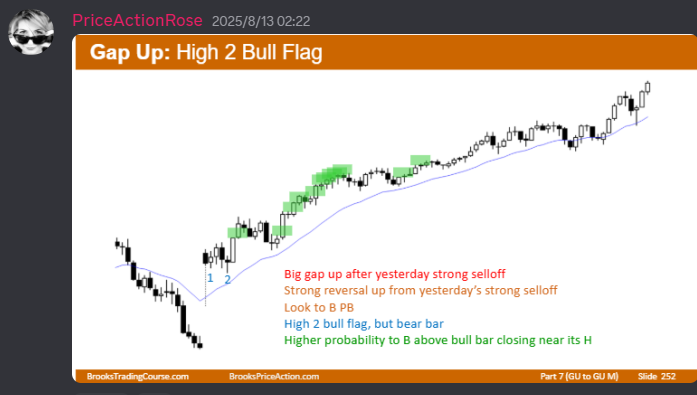 PriceActionRose 2025/8/13 02:22
Gap Up: High 2 Bull Flag
1 2
Big gap up after yesterday strong selloff
Strong reversal up from yesterday's strong selloff
Look to B PB
High 2 bull flag, but bear bar
Higher probability to B above bull bar closing near its H
BrooksTradingCourse.com BrooksPriceAction.com Part 7 (GU to GU M) Slide 252